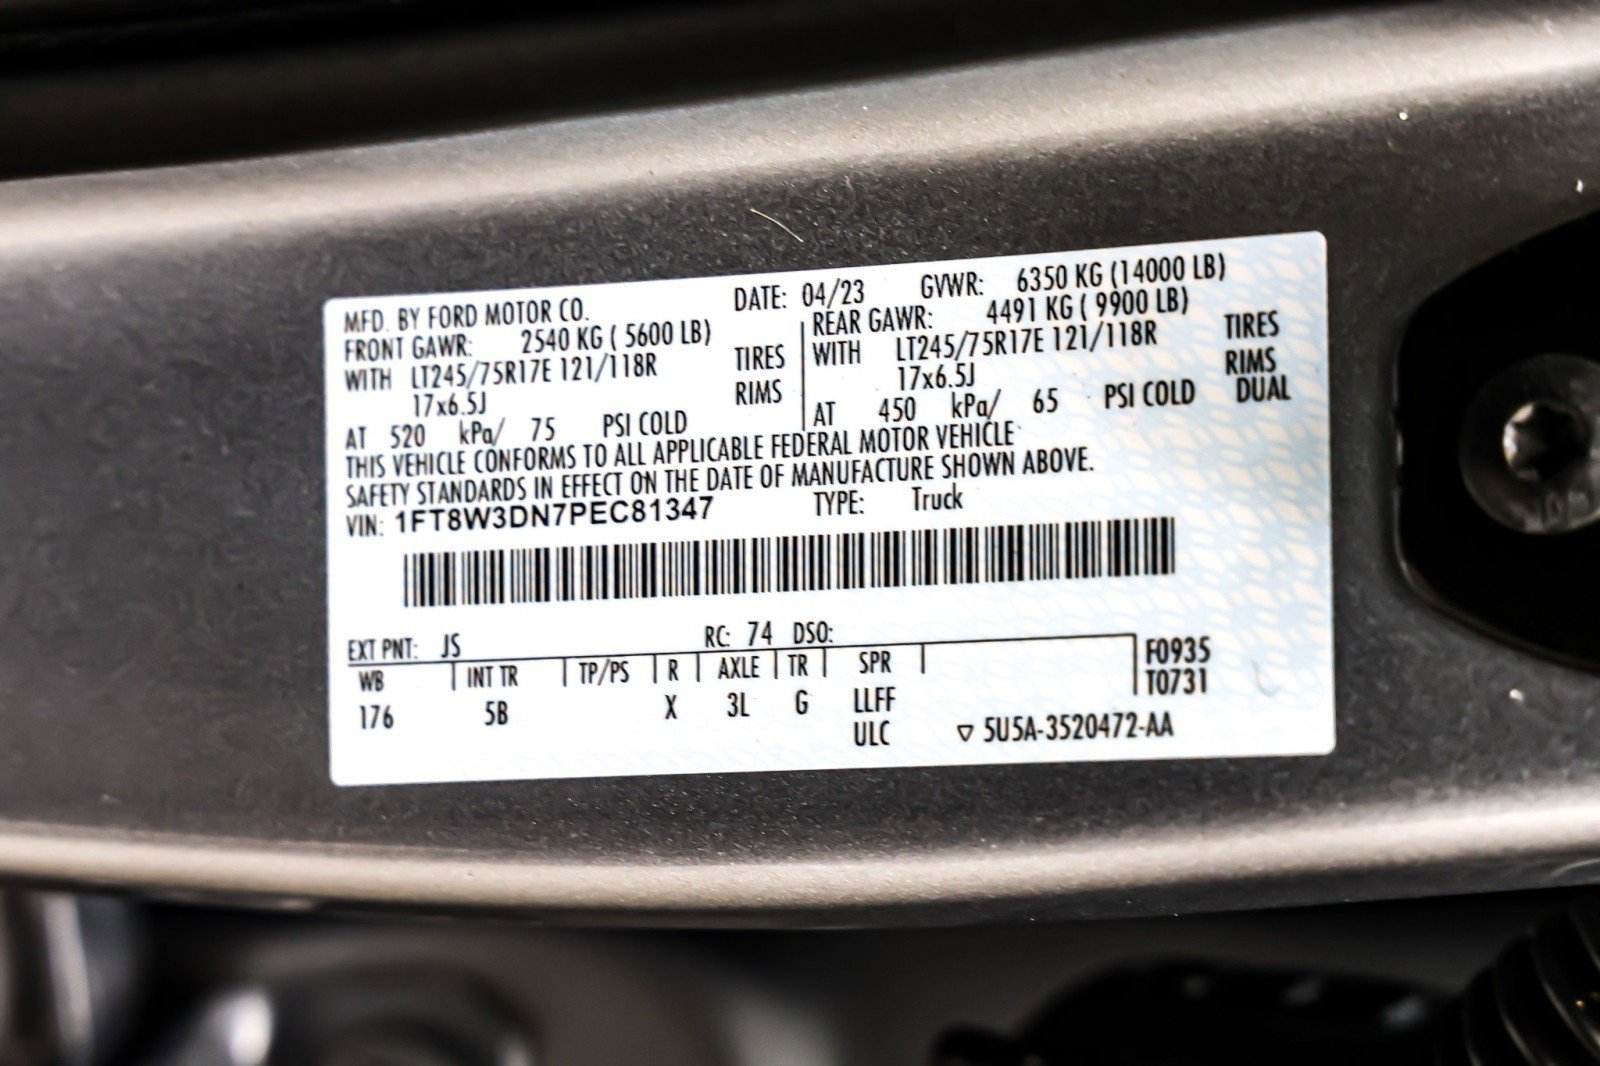 MFD. BY FORD MOTOR CO. DATE: 04/23 GVWR: 6350 KG (14000 LB)
FRONT GAWR: 2540 KG ( 5600 LB) REAR GAWR: 4491 KG ( 9900 LB)
WITH LT245/75R17E 121/118R TIRES WITH LT245/75R17E 121/118R TIRES
17x6.5J RIMS 17x6.5J RIMS
AT 520 kPa/ 75 PSI COLD AT 450 kPa/ 65 PSI COLD DUAL
THIS VEHICLE CONFORMS TO ALL APPLICABLE FEDERAL MOTOR VEHICLE
SAFETY STANDARDS IN EFFECT ON THE DATE OF MANUFACTURE SHOWN ABOVE.
VIN: 1FT8W3DN7PEC81347 TYPE: Truck
EXT PNT: JS RC: 74 DSO: F0935
WB INT TR TP/PS R AXLE TR SPR T0731
176 5B X 3L G LLFF
ULC ▽ 5U5A-3520472-AA